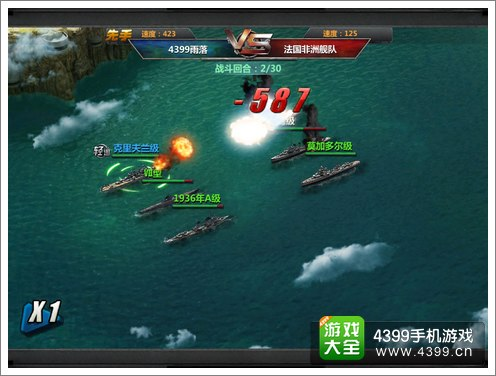 先手
速度：423
VS
速度：125
4399雨落
法国非洲舰队
战斗回合：2/30
-587
级
克里夫兰级
莫加多尔级
1936年A级
X1
游戏
大全
4399手机游戏
www.4399.cn